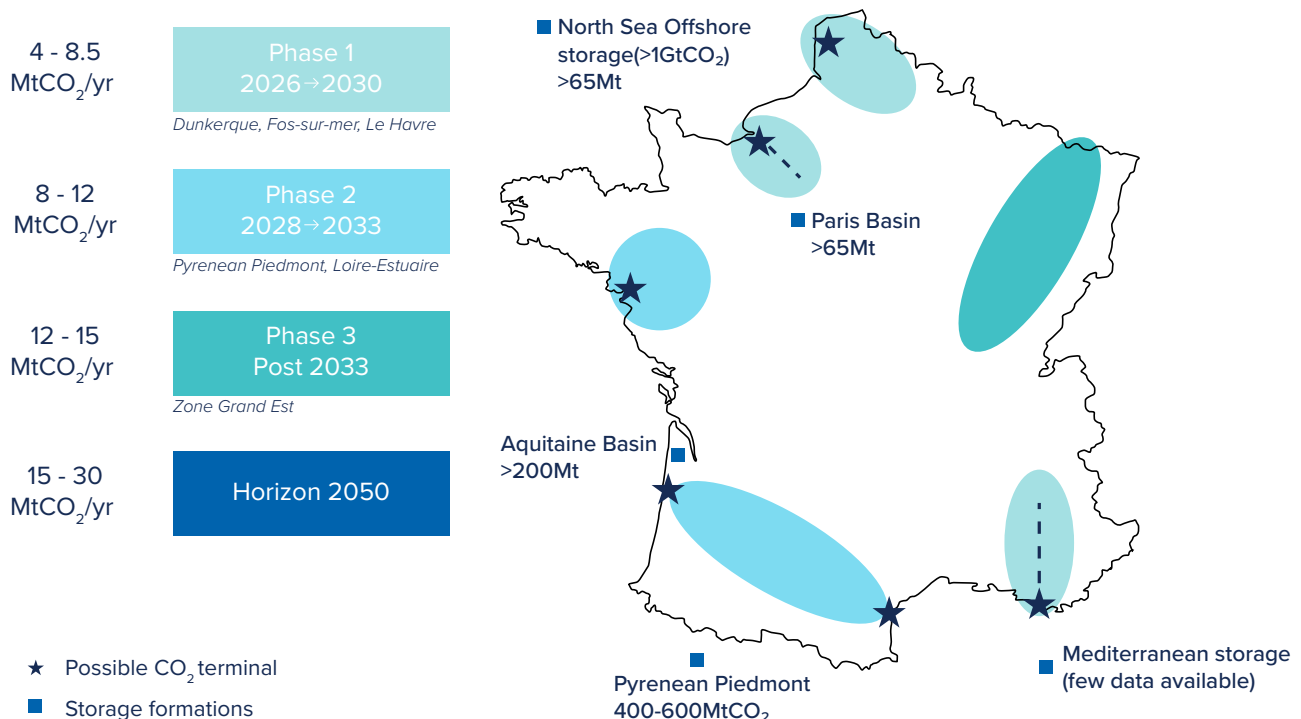 4 - 8.5
MtCO₂/yr
Phase 1
2026→2030
Dunkerque, Fos-sur-mer, Le Havre
8 - 12
MtCO₂/yr
Phase 2
2028→2033
Pyrenean Piedmont, Loire-Estuaire
12 - 15
MtCO₂/yr
Phase 3
Post 2033
Zone Grand Est
15 - 30
MtCO₂/yr
Horizon 2050
Possible CO₂ terminal
Storage formations
North Sea Offshore
storage(>1GtCO₂)
>65Mt
Paris Basin
>65Mt
Aquitaine Basin
>200Mt
Pyrenean Piedmont
400-600MtCO₂
Mediterranean storage
(few data available)